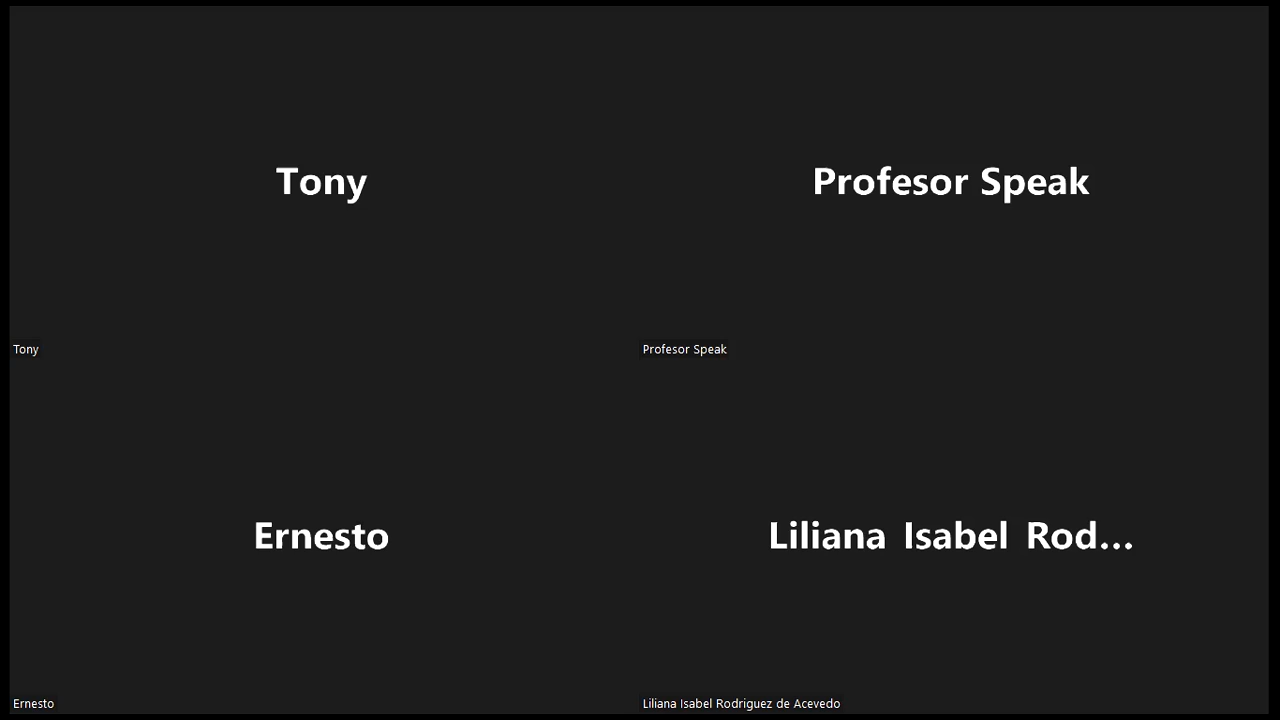 Tony
Profesor Speak
Tony
Profesor Speak
Ernesto
Liliana Isabel Rod...
Ernesto
Liliana Isabel Rodriguez de Acevedo